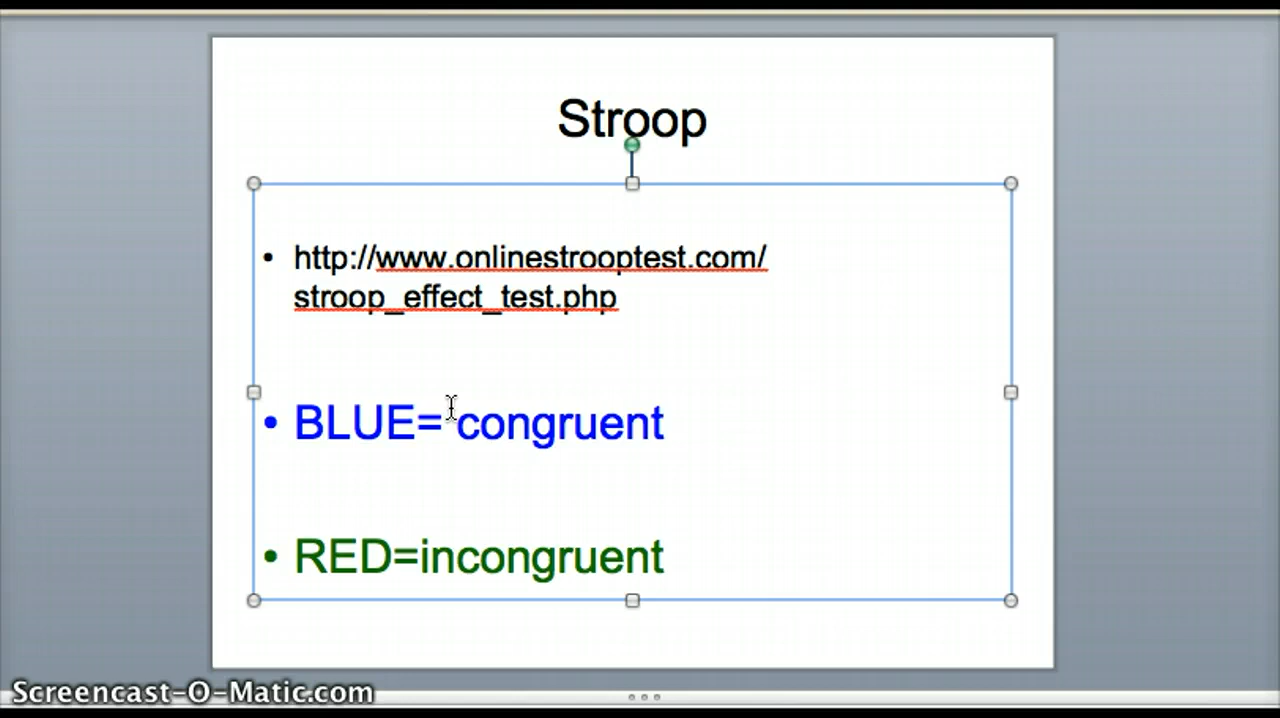 Stroop
• http://www.onlinestrooptest.com/
stroop_effect_test.php
• BLUE= congruent
• RED=incongruent
Screencast-O-Matic.com